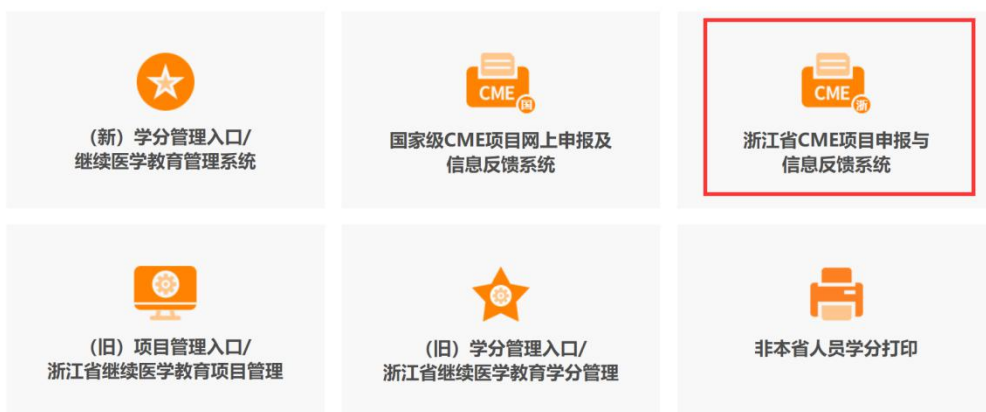 CME
国
CME
浙
(新)学分管理入口/
继续医学教育管理系统
国家级CME项目网上申报及
信息反馈系统
浙江省CME项目申报与
信息反馈系统
(旧)项目管理入口/
浙江省继续医学教育项目管理
(旧)学分管理入口/
浙江省继续医学教育学分管理
非本省人员学分打印